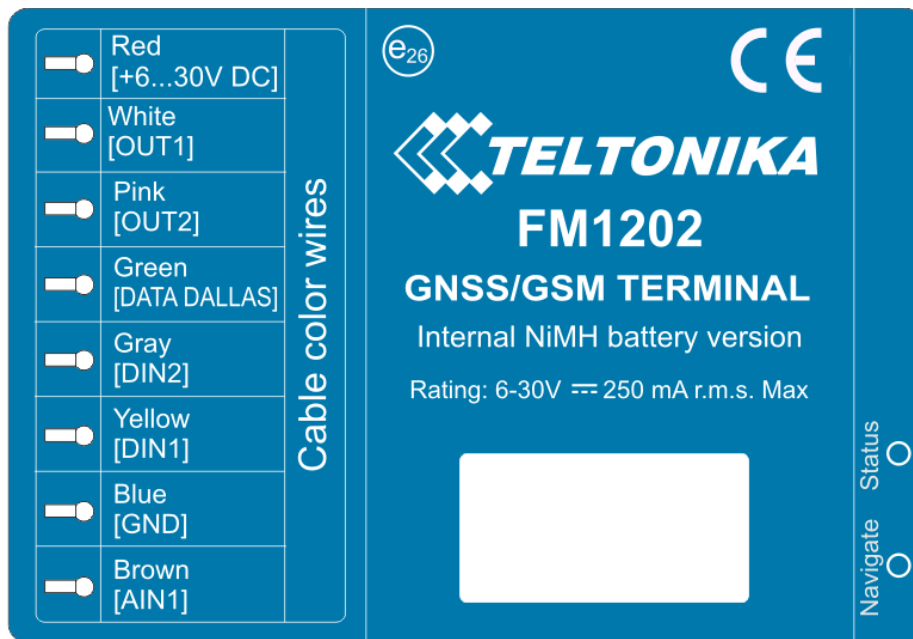 Red
[+6...30V DC]
White
[OUT1]
Pink
[OUT2]
Green
[DATA DALLAS]
Gray
[DIN2]
Yellow
[DIN1]
Blue
[GND]
Brown
[AIN1]
Cable color wires
e26
CE
TELTONIKA
FM1202
GNSS/GSM TERMINAL
Internal NiMH battery version
Rating: 6-30V ⎓ 250 mA r.m.s. Max
Status
Navigate